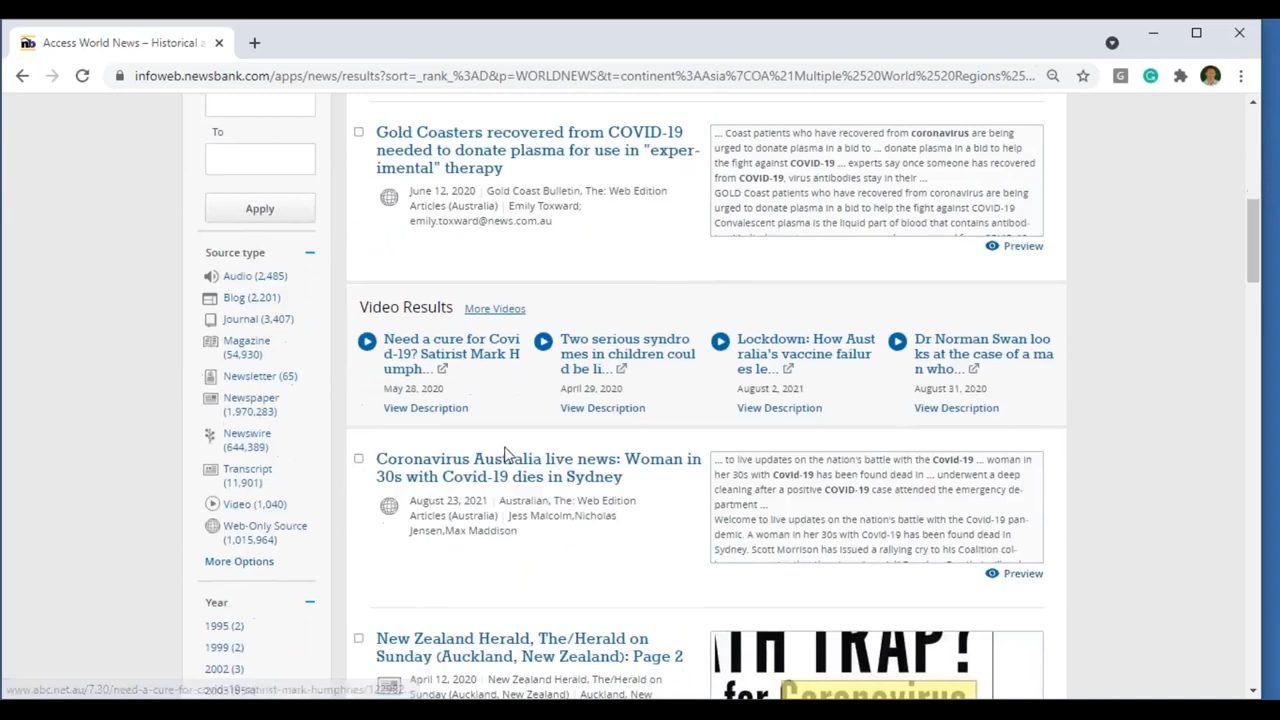 Access World News – Historical a
infoweb.newsbank.com/apps/news/results?sort=_rank_%3AD&p=WORLDNEWS&t=continent%3AAsia%7COA%21Multiple%2520World%2520Regions%25...
To
Apply
Source type
Audio (2,485)
Blog (2,201)
Journal (3,407)
Magazine
(54,930)
Newsletter (65)
Newspaper
(1,970,283)
Newswire
(644,389)
Transcript
(11,901)
Video (1,040)
Web-Only Source
(1,015,964)
More Options
Year
1995 (2)
1999 (2)
2002 (3)
Gold Coasters recovered from COVID-19
needed to donate plasma for use in "exper-
imental" therapy
June 12, 2020 | Gold Coast Bulletin, The: Web Edition
Articles (Australia) | Emily Toxward;
emily.toxward@news.com.au
... Coast patients who have recovered from coronavirus are being
urged to donate plasma in a bid to ... donate plasma in a bid to help
the fight against COVID-19 ... experts say once someone has recovered
from COVID-19, virus antibodies stay in their ...
GOLD Coast patients who have recovered from coronavirus are being
urged to donate plasma in a bid to help the fight against COVID-19
Convalescent plasma is the liquid part of blood that contains antibod-
Preview
Video Results More Videos
Need a cure for Covi
d-19? Satirist Mark H
umph...
May 28, 2020
View Description
Two serious syndro
mes in children coul
d be li...
April 29, 2020
View Description
Lockdown: How Aust
ralia's vaccine failur
es le...
August 2, 2021
View Description
Dr Norman Swan loo
ks at the case of a ma
n who...
August 31, 2020
View Description
Coronavirus Australia live news: Woman in
30s with Covid-19 dies in Sydney
August 23, 2021 | Australian, The: Web Edition
Articles (Australia) | Jess Malcolm,Nicholas
Jensen,Max Maddison
... to live updates on the nation's battle with the Covid-19 ... woman in
her 30s with Covid-19 has been found dead in ... underwent a deep
cleaning after a positive COVID-19 case attended the emergency de-
partment ...
Welcome to live updates on the nation's battle with the Covid-19 pan-
demic. A woman in her 30s with Covid-19 has been found dead in
Sydney. Scott Morrison has issued a rallying cry to his Coalition col-
Preview
New Zealand Herald, The/Herald on
Sunday (Auckland, New Zealand): Page 2
April 12, 2020 | New Zealand Herald, The/Herald on
Sunday (Auckland, New Zealand) | Auckland, New
TH TRAP?
for Coronavirus